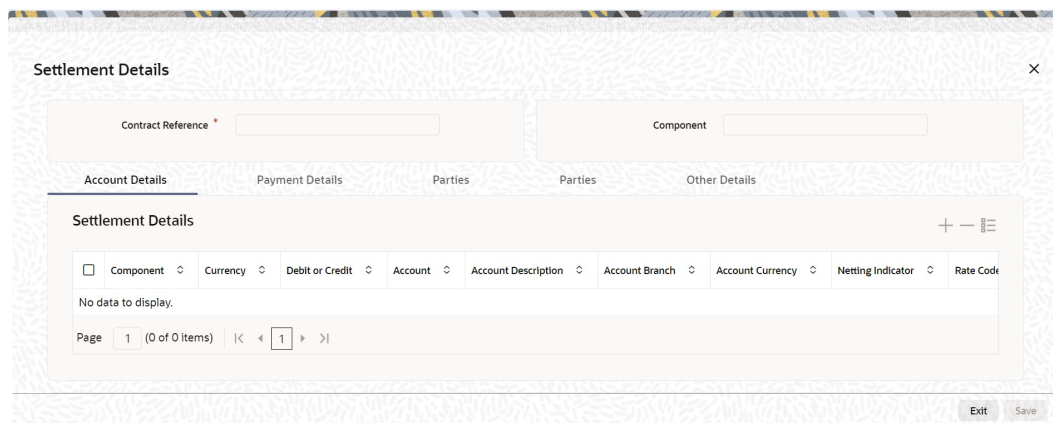 Settlement Details
Contract Reference *
Component
Account Details Payment Details Parties Parties Other Details
Settlement Details
Component Currency Debit or Credit Account Account Description Account Branch Account Currency Netting Indicator Rate Code
No data to display.
Page 1 (0 of 0 items) 1
Exit Save